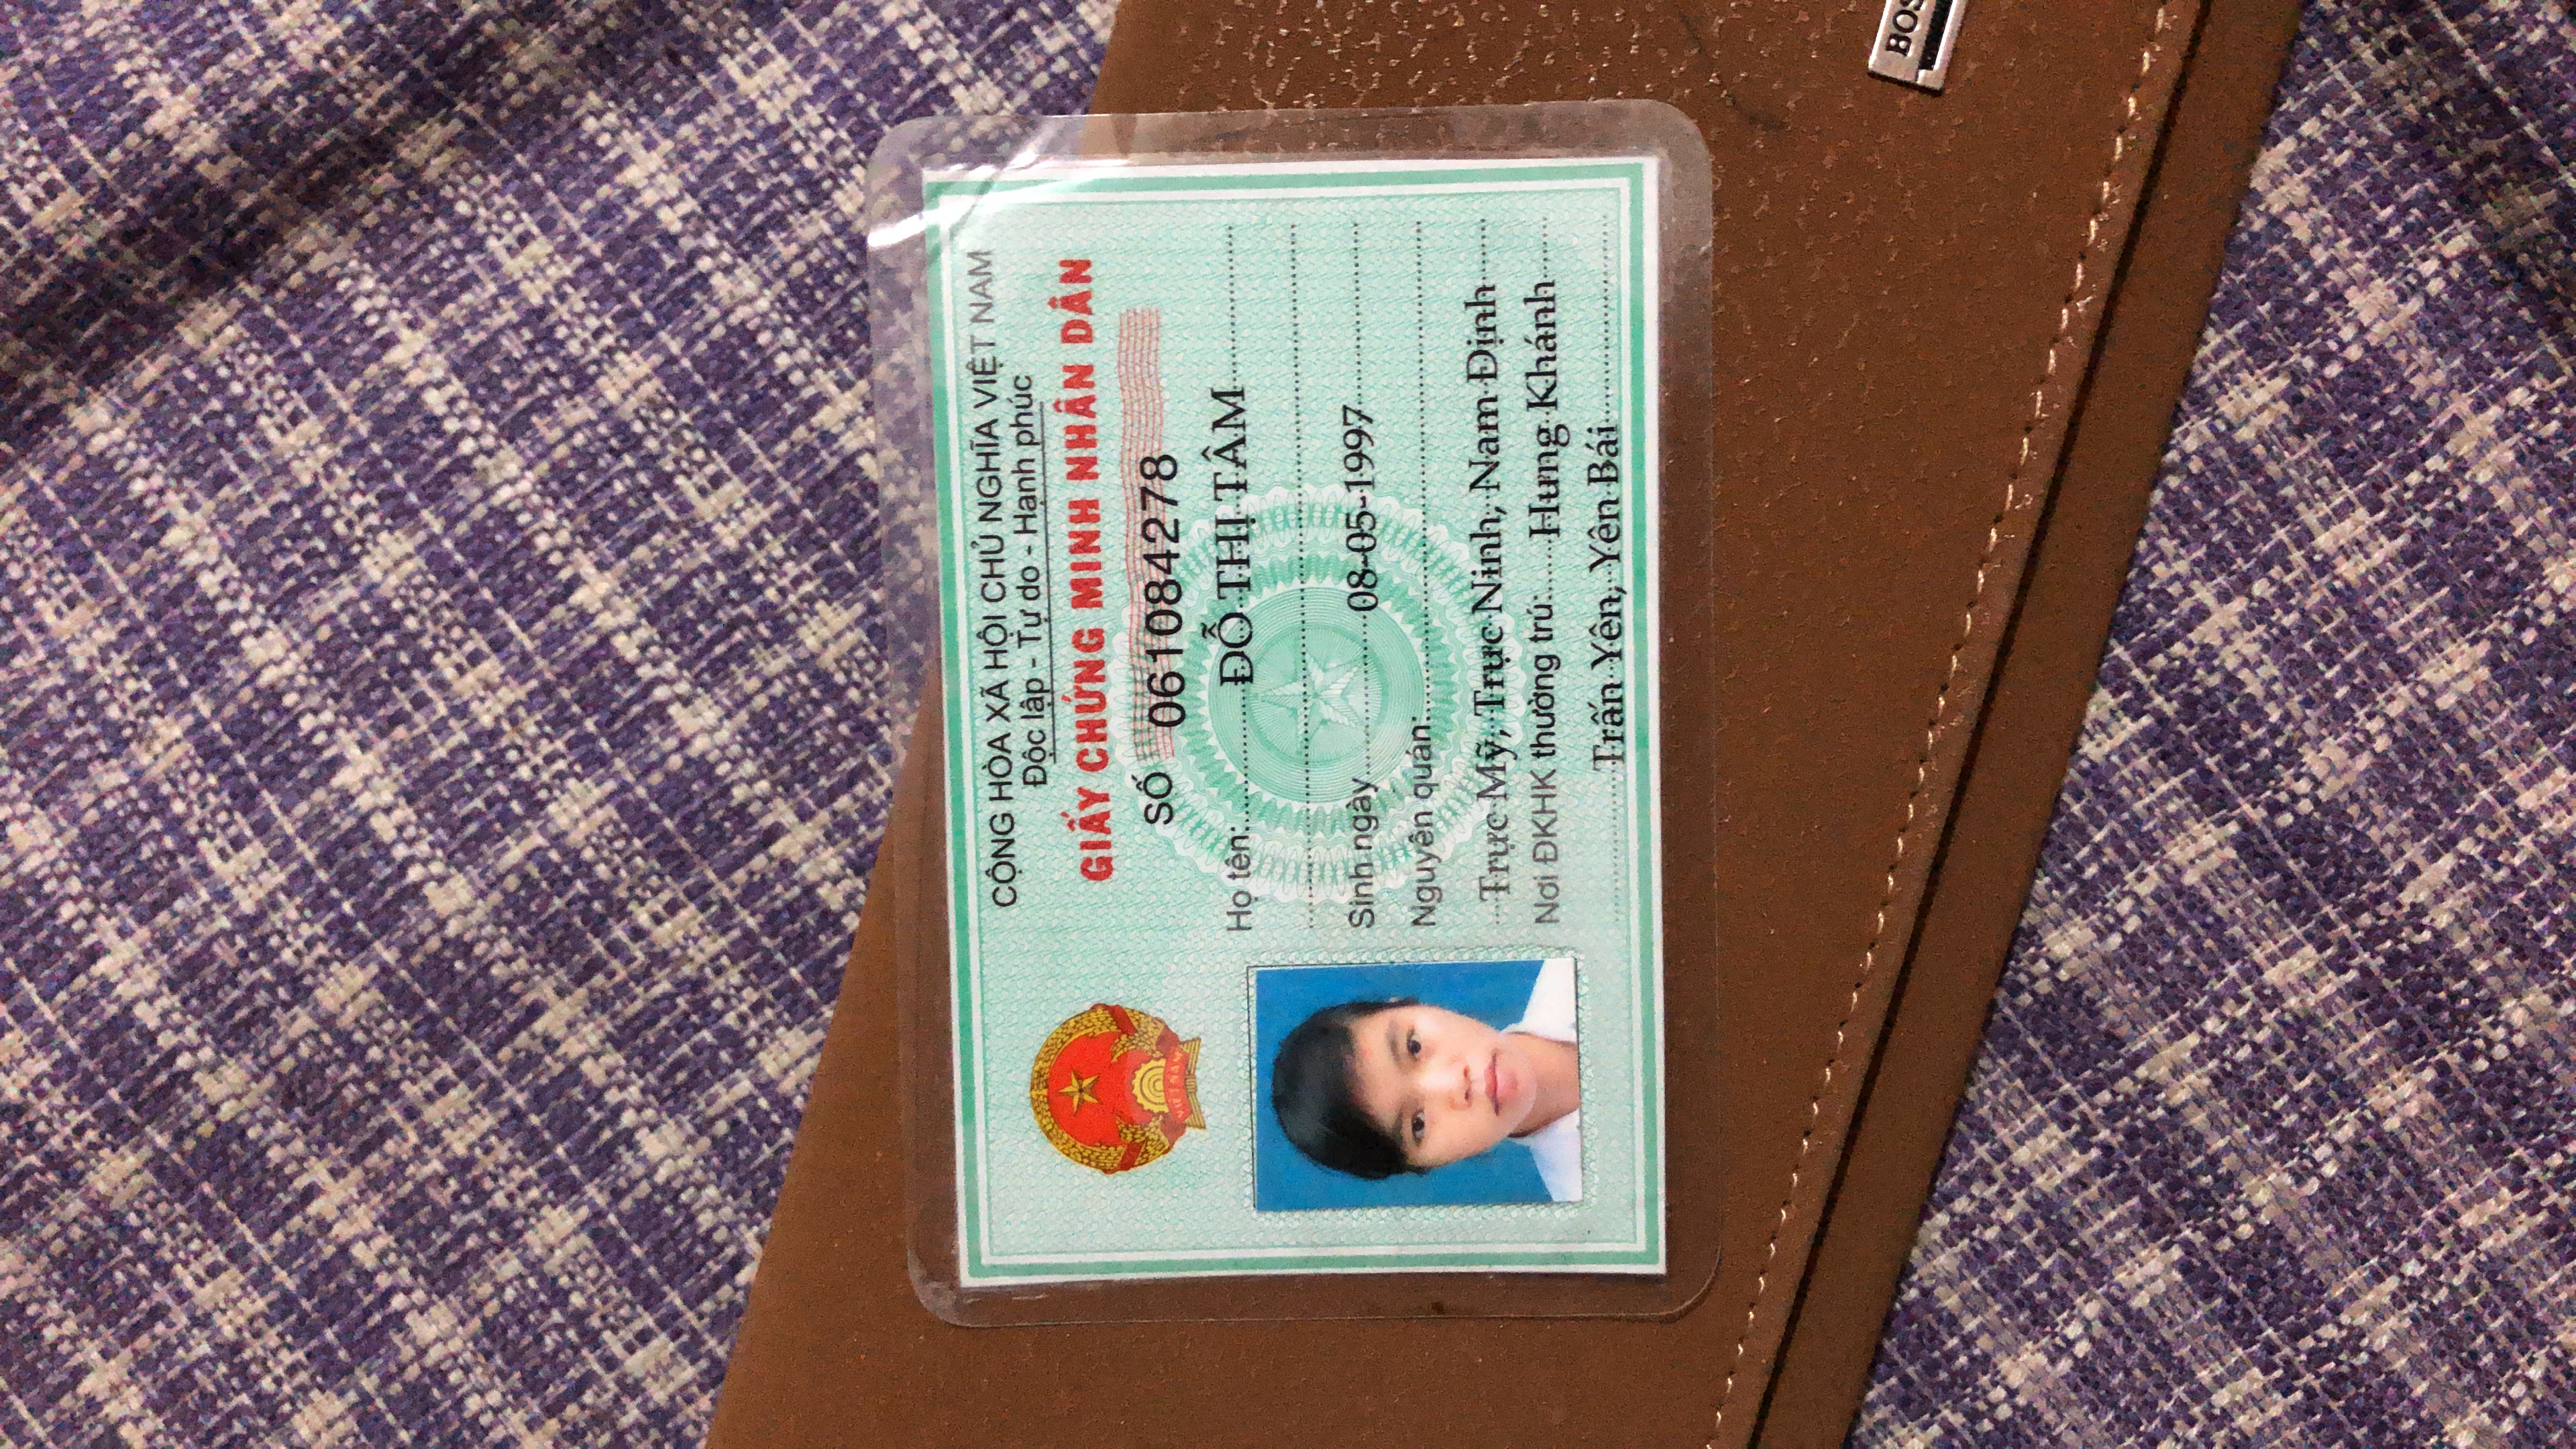 CỘNG HÒA XÃ HỘI CHỦ NGHĨA VIỆT NAM
Độc lập - Tự do - Hạnh phúc
GIẤY CHỨNG MINH NHÂN DÂN
SỐ 061084278
VIỆT NAM
Họ tên: ĐỖ THỊ TÂM
Sinh ngày 08-05-1997
Nguyên quán:
Trực Mỹ, Trực Ninh, Nam Định
Nơi ĐKHK thường trú: Hưng Khánh
Trấn Yên, Yên Bái